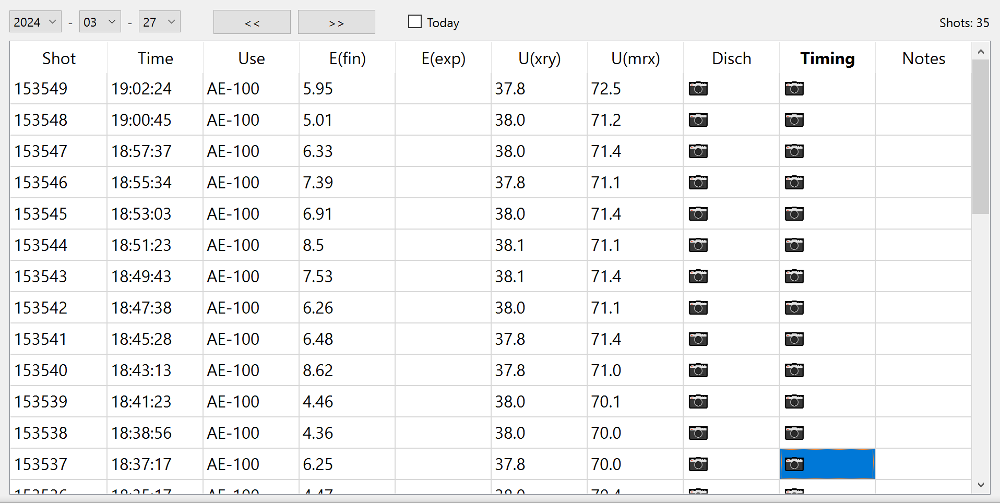 2024 - 03 - 27 << >> Today Shots: 35
Shot Time Use E(fin) E(exp) U(xry) U(mrx) Disch Timing Notes
153549 19:02:24 AE-100 5.95 37.8 72.5
153548 19:00:45 AE-100 5.01 38.0 71.2
153547 18:57:37 AE-100 6.33 38.0 71.4
153546 18:55:34 AE-100 7.39 37.8 71.1
153545 18:53:03 AE-100 6.91 38.0 71.4
153544 18:51:23 AE-100 8.5 38.1 71.1
153543 18:49:43 AE-100 7.53 38.1 71.4
153542 18:47:38 AE-100 6.26 38.0 71.1
153541 18:45:28 AE-100 6.48 37.8 71.4
153540 18:43:13 AE-100 8.62 37.8 71.0
153539 18:41:23 AE-100 4.46 38.0 70.1
153538 18:38:56 AE-100 4.36 38.0 70.0
153537 18:37:17 AE-100 6.25 37.8 70.0